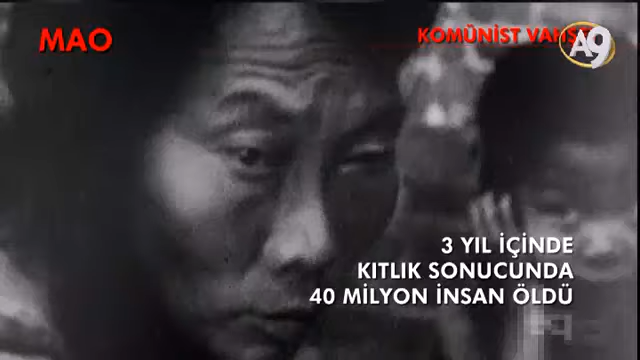 MAO
KOMÜNİST
A9
3 YIL İÇİNDE
KITLIK SONUCUNDA
40 MİLYON İNSAN ÖLDÜ